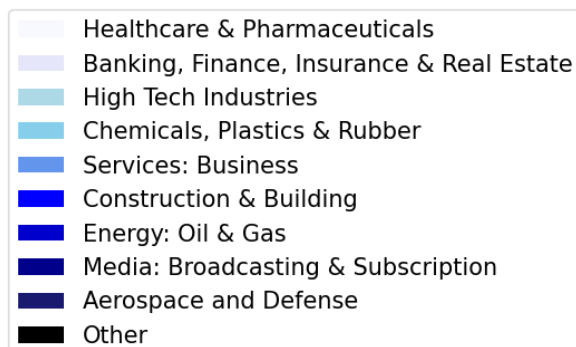 Healthcare & Pharmaceuticals
Banking, Finance, Insurance & Real Estate
High Tech Industries
Chemicals, Plastics & Rubber
Services: Business
Construction & Building
Energy: Oil & Gas
Media: Broadcasting & Subscription
Aerospace and Defense
Other